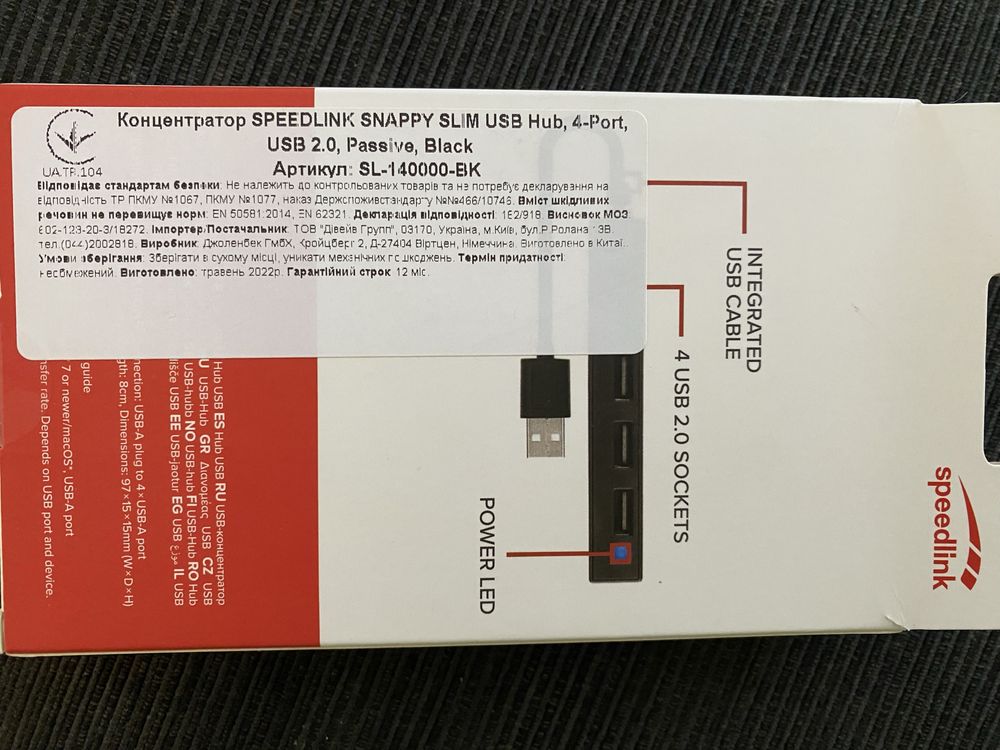 UA.TR.104
Концентратор SPEEDLINK SNAPPY SLIM USB Hub, 4-Port,
USB 2.0, Passive, Black
Артикул: SL-140000-BK
Відповідає стандартам безпеки: Не належить до контрольованих товарів та не потребує декларування на
відповідність ТР ПКМУ №1067, ПКМУ №1077, наказ Держспоживстандарту №№466/10746. Вміст шкідливих
речовин не перевищує норм: EN 50581:2014, EN 62321. Декларація відповідності: 162/918. Висновок МОЗ:
602-123-20-3/18272. Імпортер/Постачальник: ТОВ "Дівейв Групп", 03170, Україна, м.Київ, бул.Р.Ролана 13В.
тел.(044)2002818. Виробник: Джоленбек ГмбХ, Кройцберг 2, Д-27404 Віртцен, Німеччина. Виготовлено в Китаї.
Умови зберігання: Зберігати в сухому місці, уникати механічних пошкоджень. Термін придатності:
необмежений. Виготовлено: травень 2022р. Гарантійний строк: 12 міс.
INTEGRATED
USB CABLE
4 USB 2.0 SOCKETS
POWER LED
speedlink
Hub USB ES Hub USB RU USB-концентратор
USB-Hub GR Διανομέας USB CZ USB
USB-hubb NO USB-hub FI USB-Hub RO Hub
USB EE USB-jaotur EG موزع USB IL USB
USB-A plug to 4×USB-A port
8cm, Dimensions: 97×15×15mm (W×D×H)
guide
7 or newer/macOS*, USB-A port
rate. Depends on USB port and device.